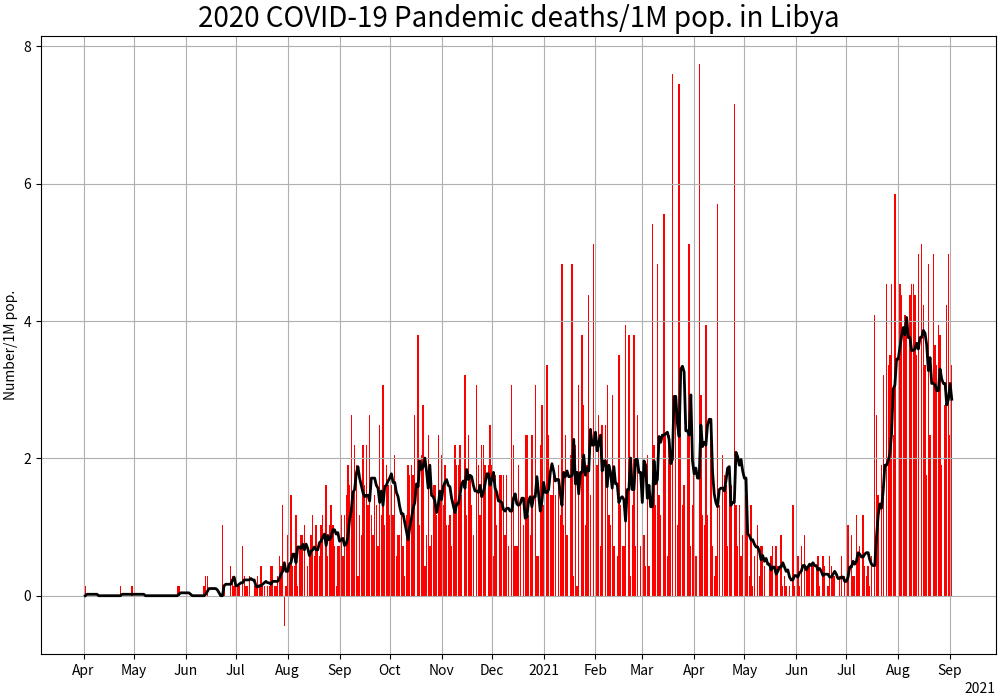 2020 COVID-19 Pandemic deaths/1M pop. in Libya
Number/1M pop.
8
6
4
2
0
Apr May Jun Jul Aug Sep Oct Nov Dec 2021 Feb Mar Apr May Jun Jul Aug Sep
2021